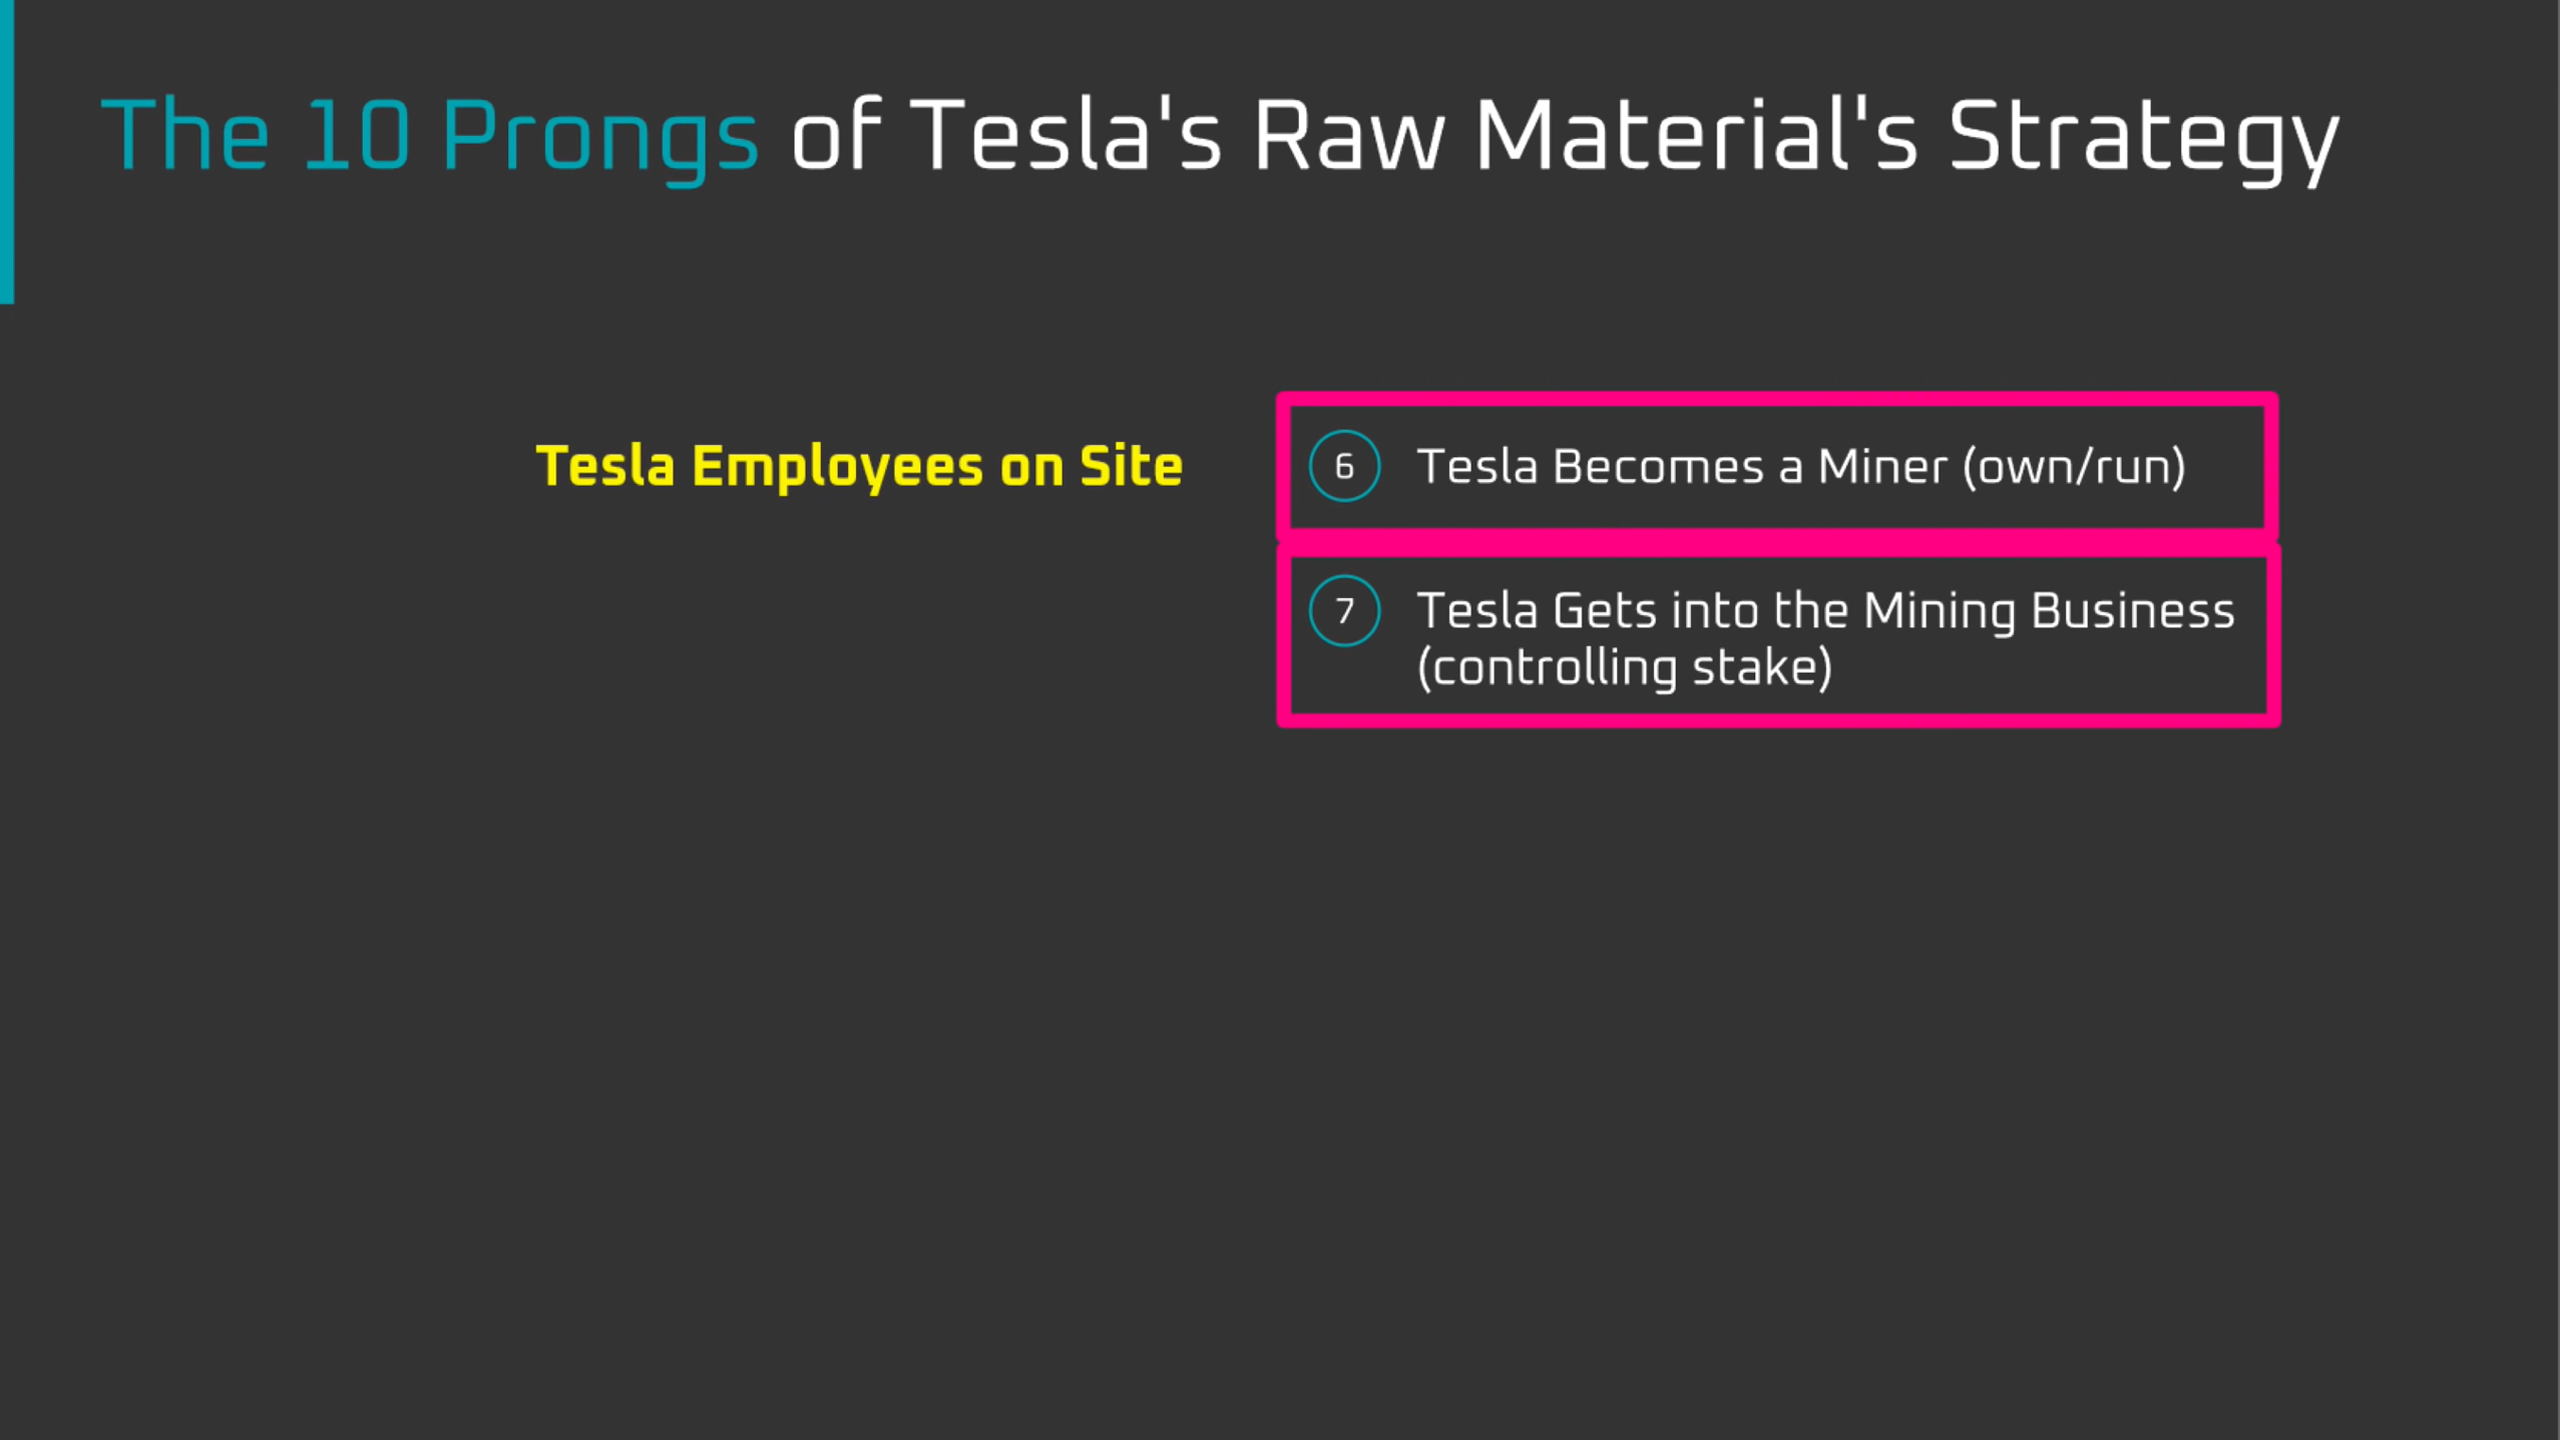 The 10 Prongs of Tesla's Raw Material's Strategy
Tesla Employees on Site
6 Tesla Becomes a Miner (own/run)
7 Tesla Gets into the Mining Business
(controlling stake)